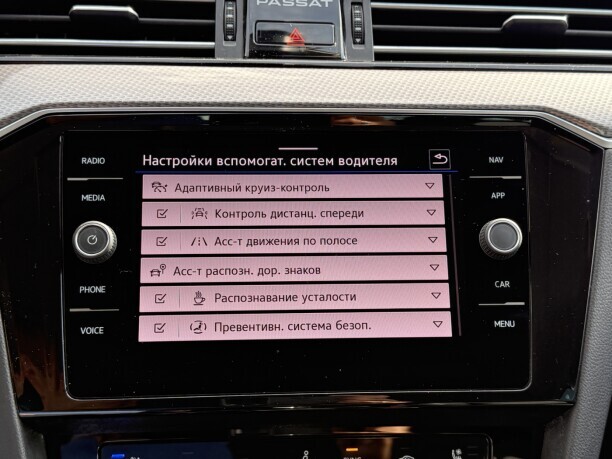 PASSAT
RADIO
MEDIA
PHONE
VOICE
Настройки вспомогат. систем водителя
Адаптивный круиз-контроль
Контроль дистанц. спереди
Асс-т движения по полосе
Асс-т распозн. дор. знаков
Распознавание усталости
Превентивн. система безоп.
NAV
APP
CAR
MENU